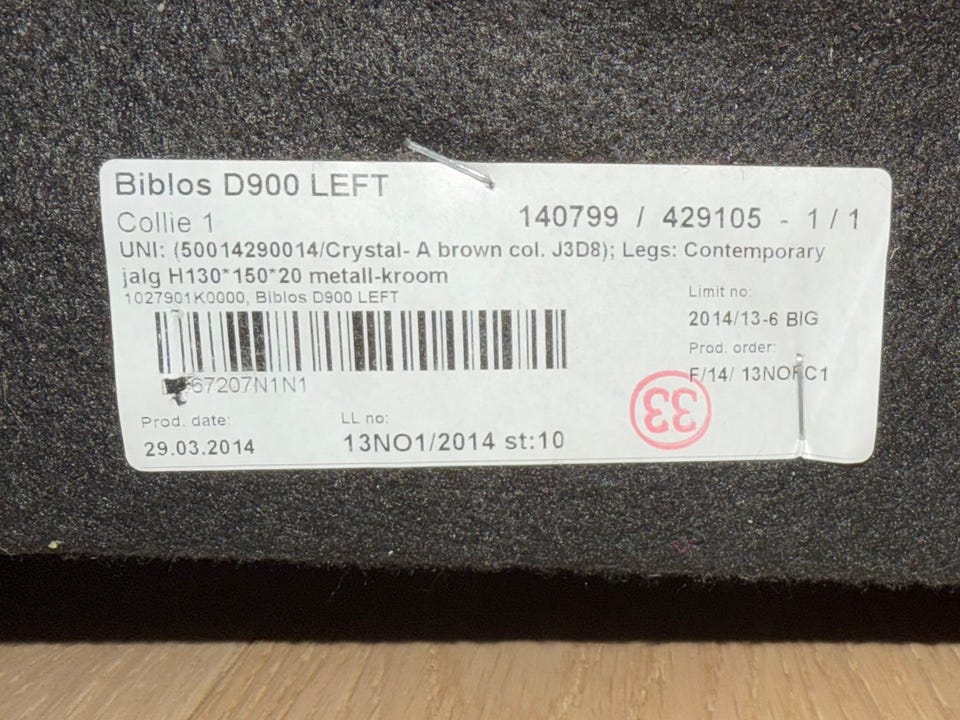 Biblos D900 LEFT
Collie 1
140799 / 429105 - 1 / 1
UNI: (50014290014/Crystal- A brown col. J3D8); Legs: Contemporary
jalg H130*150*20 metall-kroom
1027901K0000, Biblos D900 LEFT
Limit no:
2014/13-6 BIG
Prod. order:
F/14/
33
Prod. date:
29.03.2014
LL no:
13NO1/2014 st:10